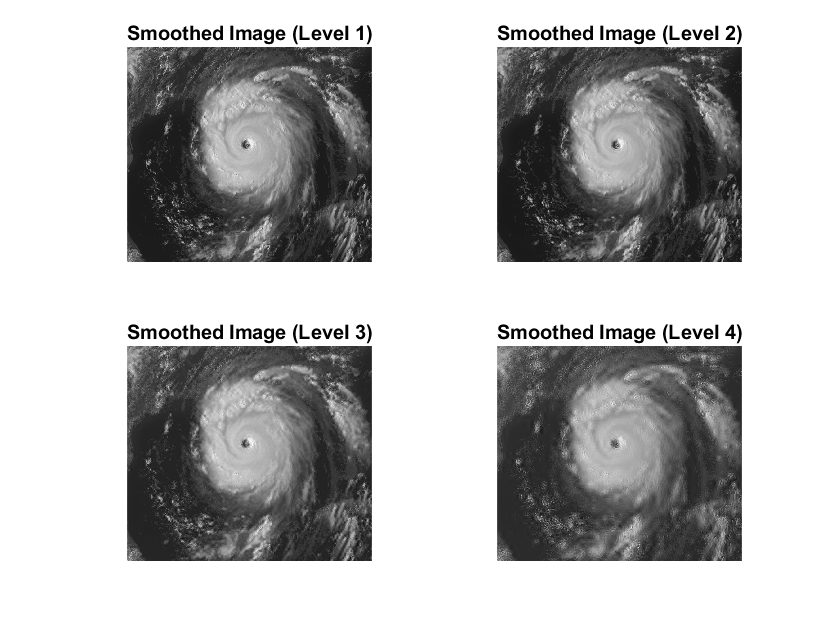 Smoothed Image (Level 1)
Smoothed Image (Level 2)
Smoothed Image (Level 3)
Smoothed Image (Level 4)